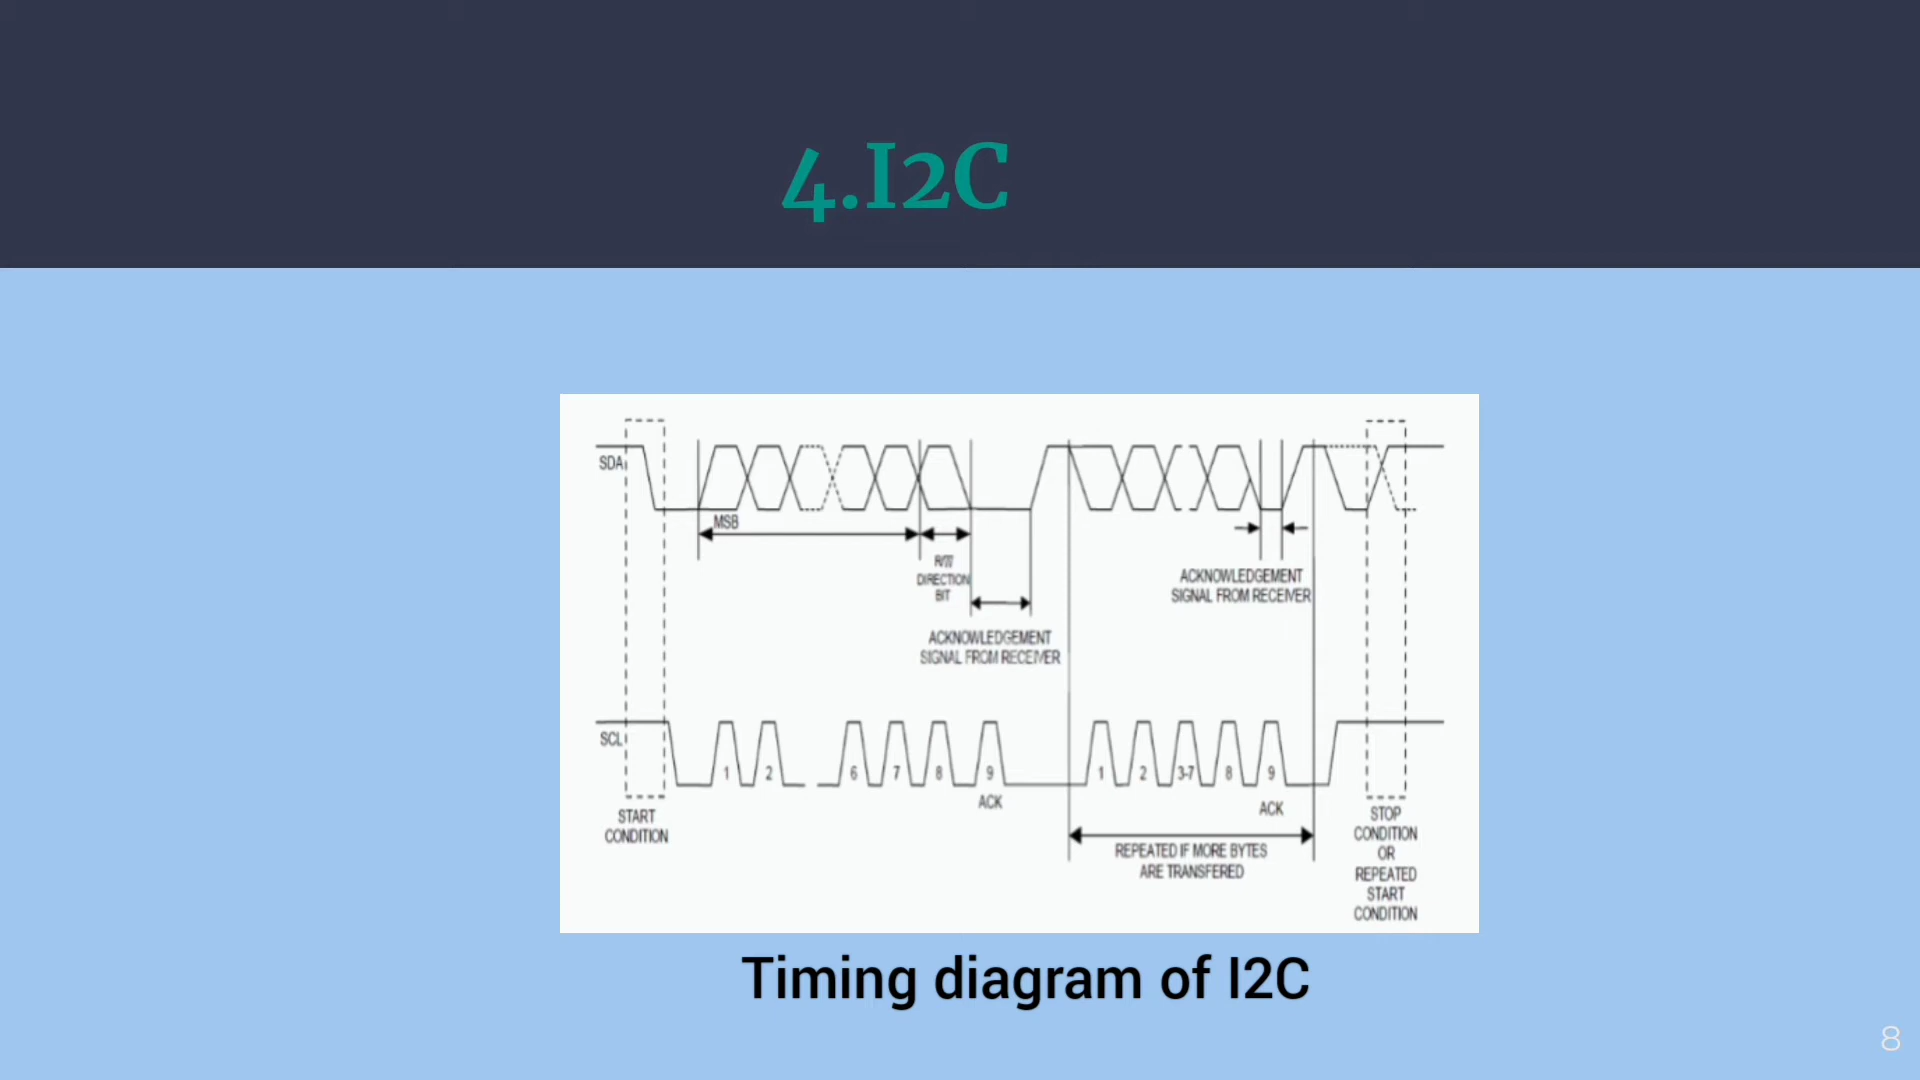 4.I2C
SDA
MSB
DIRECTION
BIT
ACKNOWLEDGEMENT
SIGNAL FROM RECEIVER
ACKNOWLEDGEMENT
SIGNAL FROM RECEIVER
SCL
1 2 6 7 8 9 1 2 3-7 8 9
ACK
ACK
START
CONDITION
REPEATED IF MORE BYTES
ARE TRANSFERED
STOP
CONDITION
OR
REPEATED
START
CONDITION
Timing diagram of I2C
8